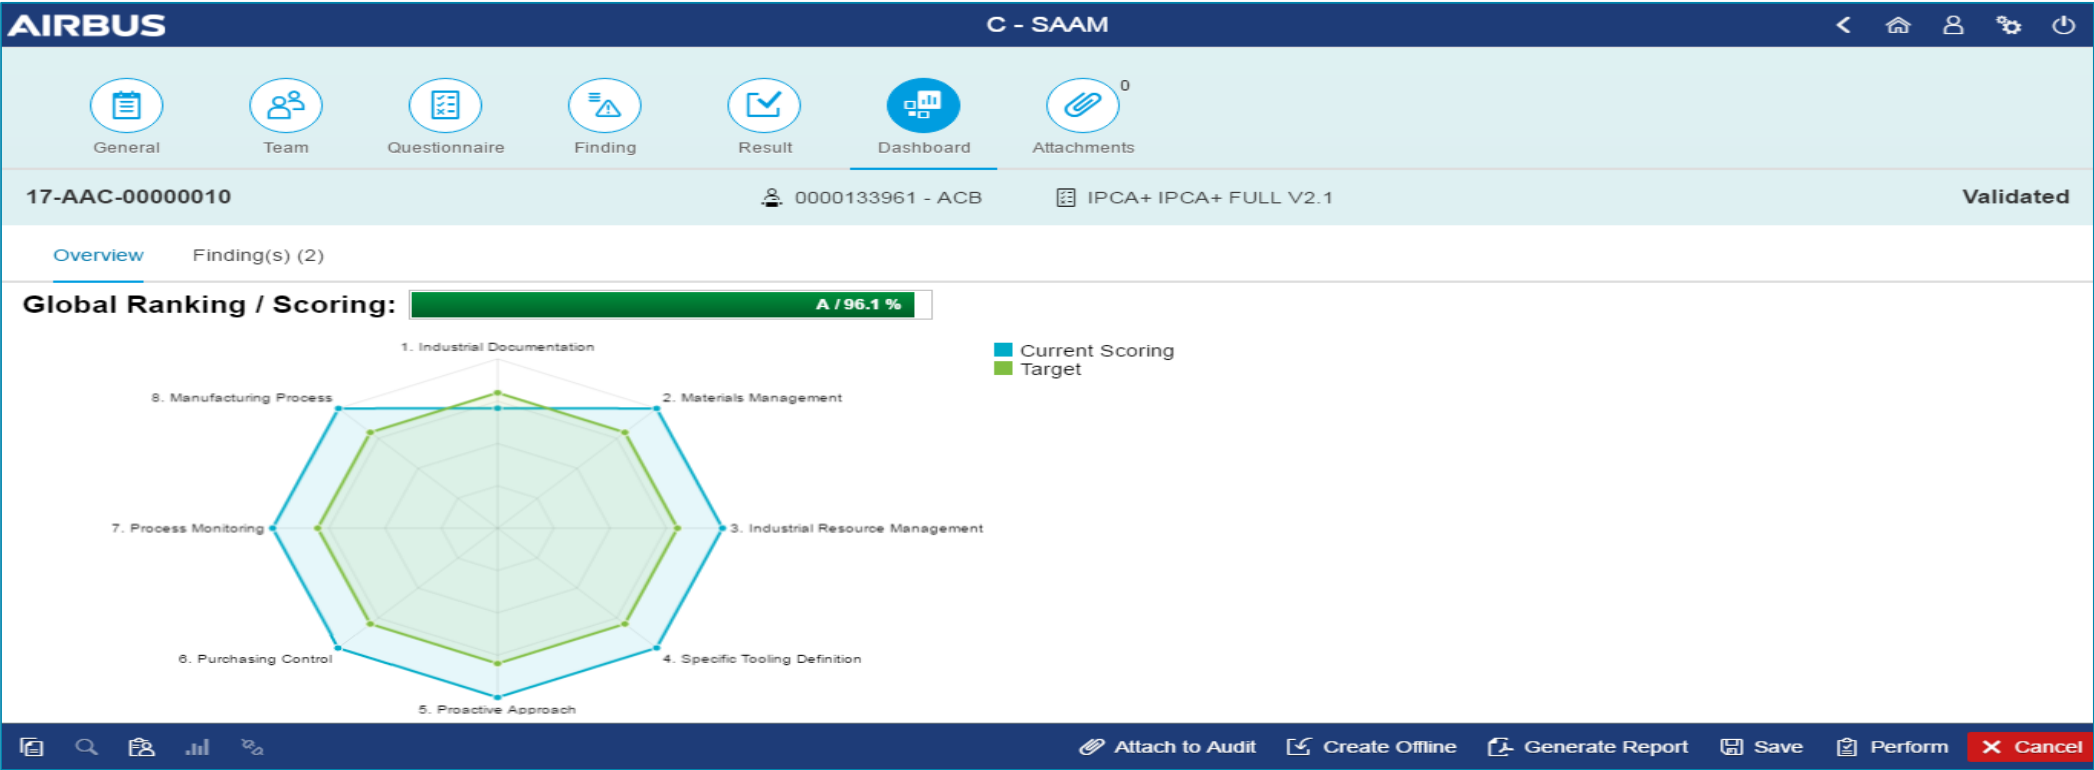 AIRBUS
C - SAAM
0
General
Team
Questionnaire
Finding
Result
Dashboard
Attachments
17-AAC-00000010
0000133961 - ACB
IPCA+ IPCA+ FULL V2.1
Validated
Overview
Finding(s) (2)
Global Ranking / Scoring:
A / 96.1 %
1. Industrial Documentation
Current Scoring
Target
8. Manufacturing Process
2. Materials Management
7. Process Monitoring
3. Industrial Resource Management
6. Purchasing Control
4. Specific Tooling Definition
5. Proactive Approach
Attach to Audit
Create Offline
Generate Report
Save
Perform
Cancel